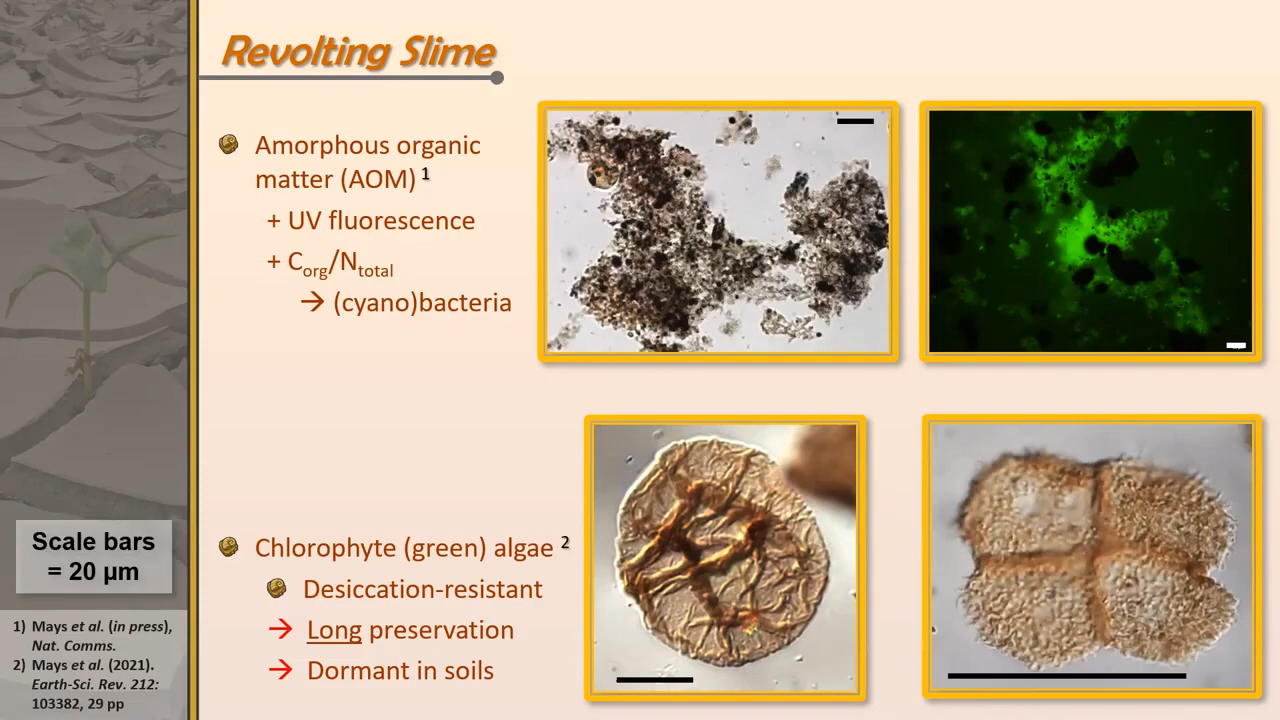 Revolting Slime
Amorphous organic
matter (AOM) 1
+ UV fluorescence
+ Corg/Ntotal
→ (cyano)bacteria
Chlorophyte (green) algae 2
Desiccation-resistant
→ Long preservation
→ Dormant in soils
Scale bars
= 20 µm
1) Mays et al. (in press),
Nat. Comms.
2) Mays et al. (2021).
Earth-Sci. Rev. 212:
103382, 29 pp